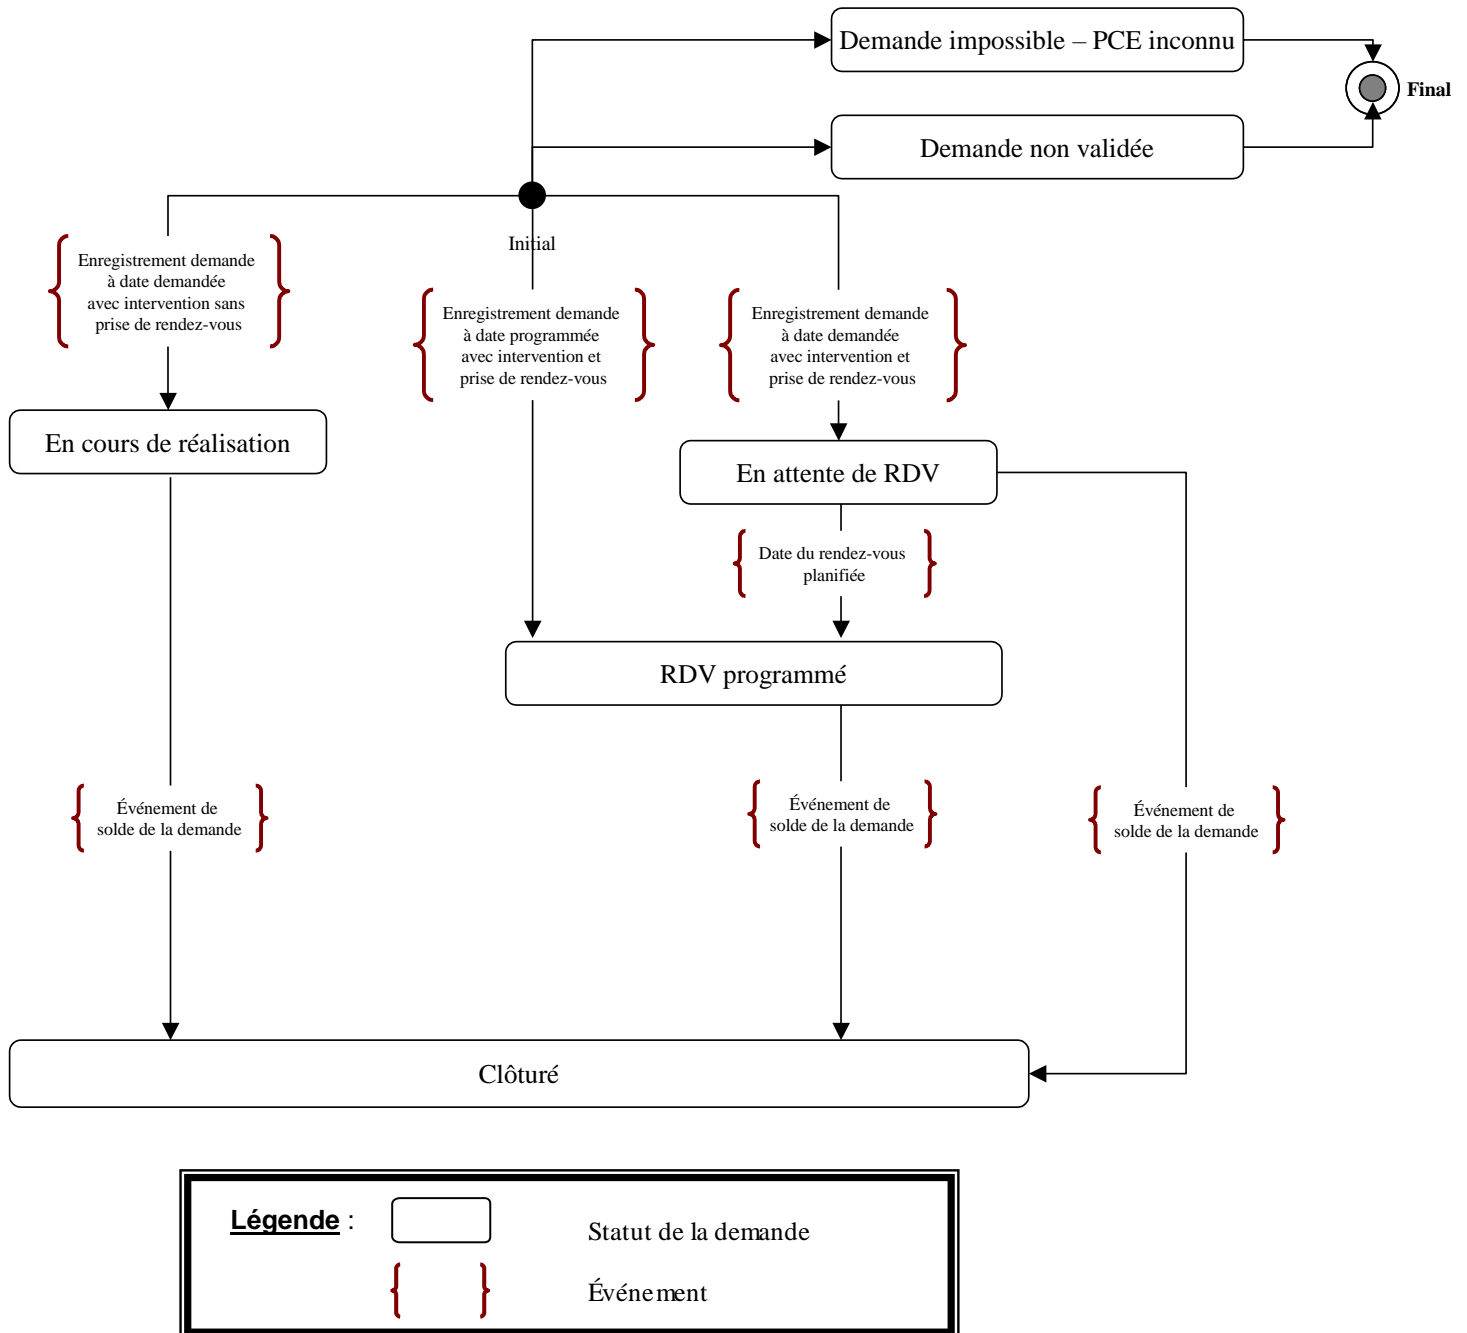 Demande impossible – PCE inconnu
Final
Demande non validée
Initial
Enregistrement demande
à date demandée
avec intervention sans
prise de rendez-vous
Enregistrement demande
à date programmée
avec intervention et
prise de rendez-vous
Enregistrement demande
à date demandée
avec intervention et
prise de rendez-vous
En cours de réalisation
En attente de RDV
Date du rendez-vous
planifiée
RDV programmé
Événement de
solde de la demande
Événement de
solde de la demande
Événement de
solde de la demande
Clôturé
Légende :
Statut de la demande
Événement